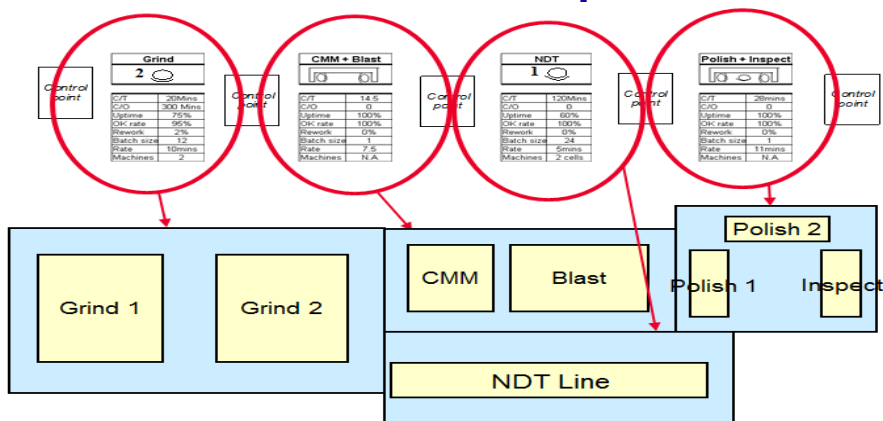 Control point
Grind
2
C/T 20Mins
C/O 300 Mins
Uptime 75%
OK rate 95%
Rework 2%
Batch size 12
Rate 10mins
Machines 2
Control point
CMM + Blast
C/T 14.5
C/O 0
Uptime 100%
OK rate 100%
Rework 0%
Batch size 1
Rate 7.5
Machines N.A
Control point
NDT
1
C/T 120Mins
C/O 0
Uptime 60%
OK rate 100%
Rework 0%
Batch size 24
Rate 5mins
Machines 2 cells
Control point
Polish + Inspect
C/T 28mins
C/O 0
Uptime 100%
OK rate 100%
Rework 0%
Batch size 1
Rate 11mins
Machines N.A
Control point
Grind 1
Grind 2
CMM
Blast
Polish 2
Polish 1
Inspect
NDT Line